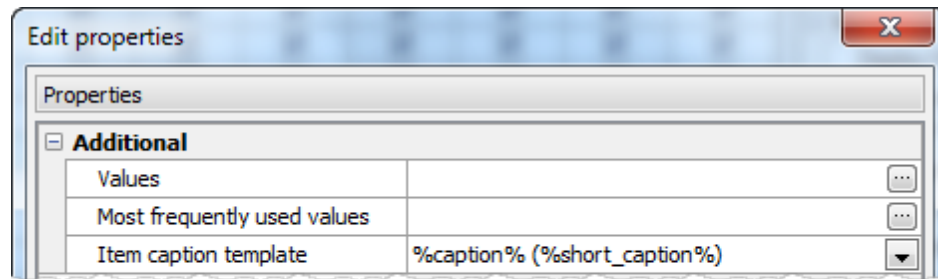 Edit properties
Properties
Additional
Values
Most frequently used values
Item caption template %caption% (%short_caption%)